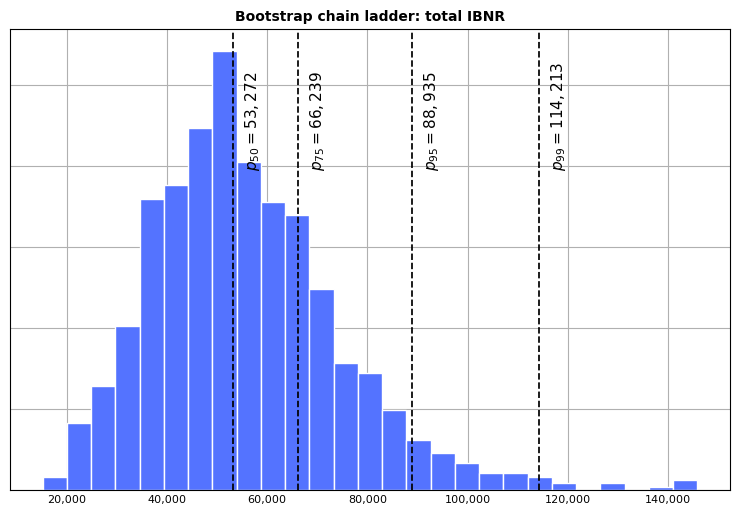 Bootstrap chain ladder: total IBNR
p50 = 53, 272
p75 = 66, 239
p95 = 88, 935
p99 = 114, 213
20,000
40,000
60,000
80,000
100,000
120,000
140,000